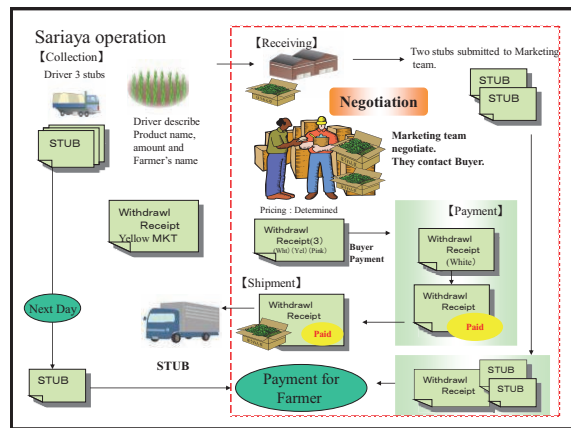 Sariaya operation
【Collection】
Driver 3 stubs
STUB
Driver describe
Product name,
amount and
Farmer's name
【Receiving】
Two stubs submitted to Marketing
team.
STUB
STUB
Negotiation
Marketing team
negotiate.
They contact Buyer.
Pricing : Determined
Withdrawl
Receipt
Yellow MKT
Withdrawl
Receipt(3)
(Wht) (Yel) (Pink)
Buyer
Payment
【Payment】
Withdrawl
Receipt
(White)
Withdrawl
Receipt
Paid
【Shipment】
Withdrawl
Receipt
Paid
Next Day
STUB
STUB
Payment for
Farmer
Withdrawl
Receipt
STUB
STUB